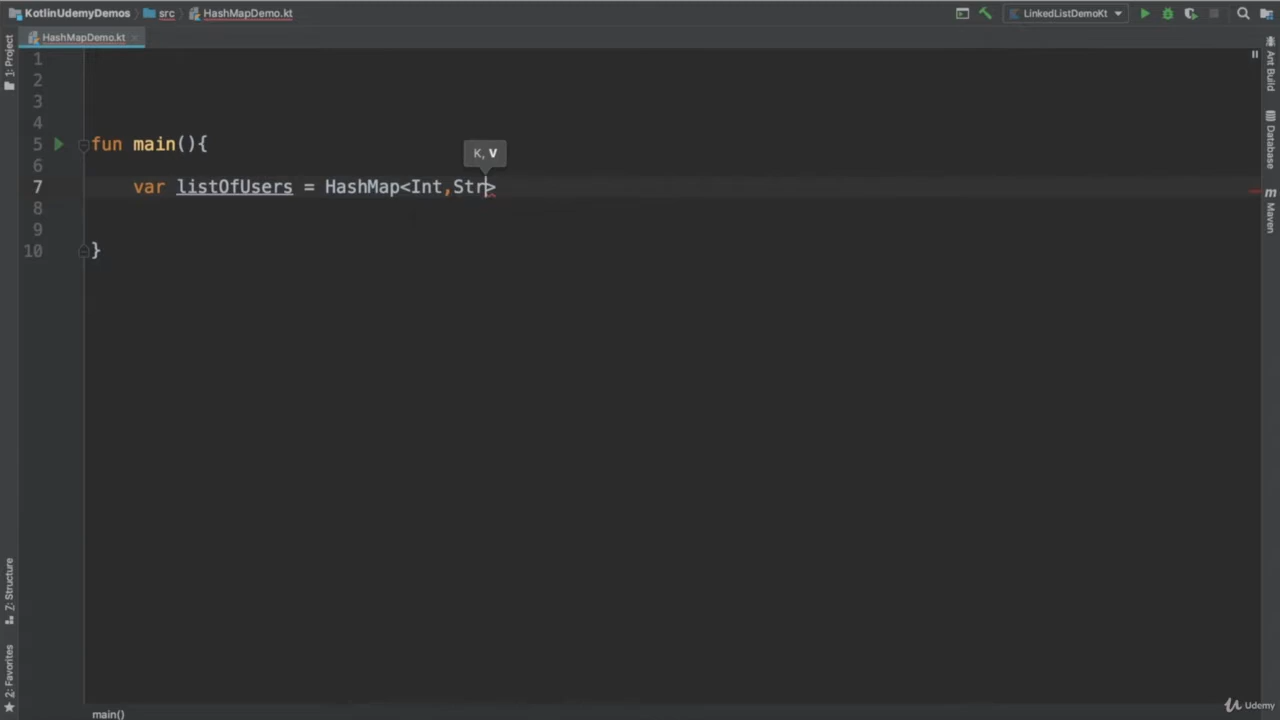 KotlinUdemyDemos src HashMapDemo.kt LinkedListDemoKt
HashMapDemo.kt
1: Project
Ant Build
Database
m Maven
1
2
3
4
5 fun main(){
K, V
6
7 var listOfUsers = HashMap<Int,Str>
8
9
10 }
7: Structure
2: Favorites
main()
Udemy